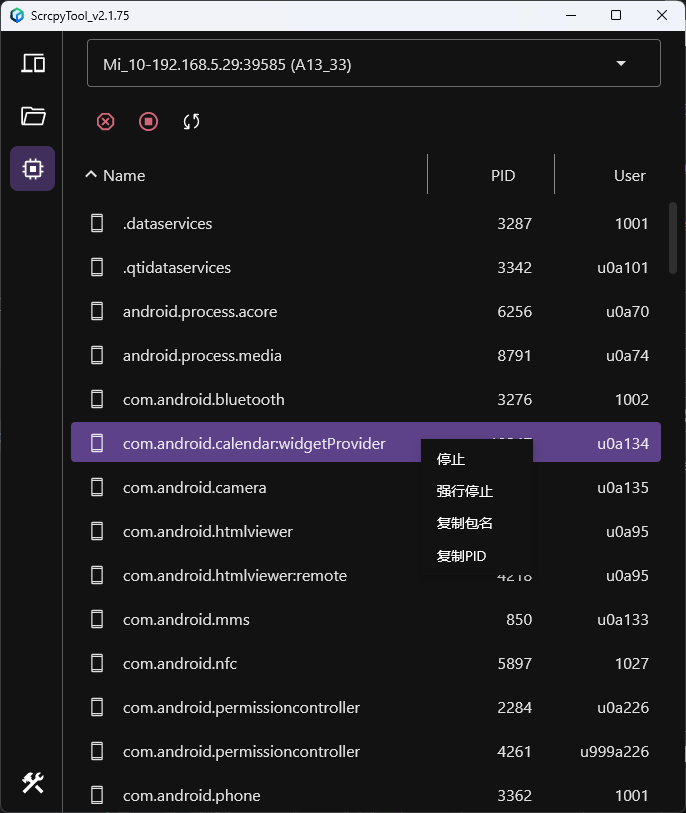 ScrcpyTool_v2.1.75
Mi_10-192.168.5.29:39585 (A13_33)
Name PID User
.dataservices 3287 1001
.qtidataservices 3342 u0a101
android.process.acore 6256 u0a70
android.process.media 8791 u0a74
com.android.bluetooth 3276 1002
com.android.calendar:widgetProvider u0a134
停止
com.android.camera u0a135
强行停止
com.android.htmlviewer u0a95
复制包名
复制PID
com.android.htmlviewer:remote 4218 u0a95
com.android.mms 850 u0a133
com.android.nfc 5897 1027
com.android.permissioncontroller 2284 u0a226
com.android.permissioncontroller 4261 u999a226
com.android.phone 3362 1001